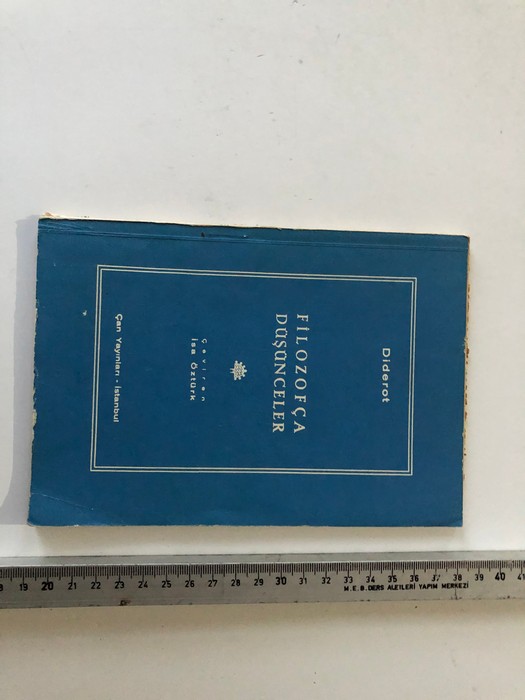 Diderot
FİLOZOFÇA
DÜŞÜNCELER
Çeviren
İsa Öztürk
Çan Yayınları - İstanbul
20 21 22 23 24 25 26 27 28 29 30 31 32 33 34 35 36 37 38 39 40
M.E.B. DERS ALETLERİ YAPIM MERKEZİ